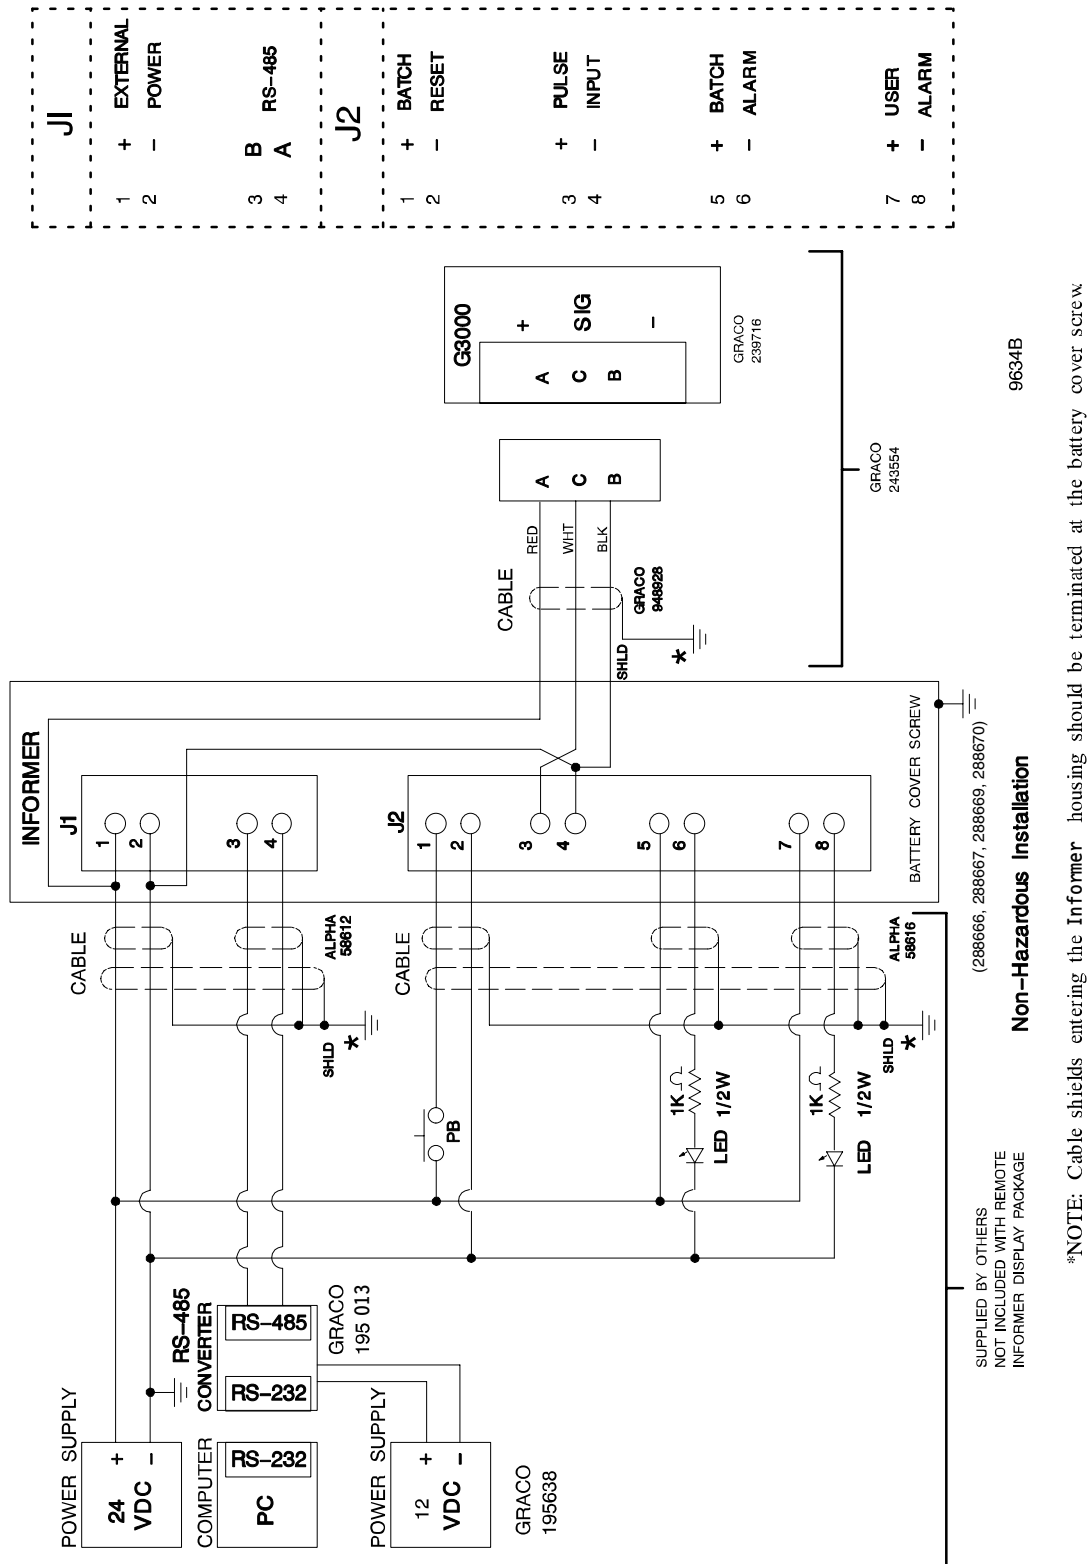 POWER SUPPLY
24
VDC
+
-
COMPUTER
PC
RS-232
POWER SUPPLY
12
VDC
+
-
GRACO
195638
RS-485
CONVERTER
RS-232
RS-485
GRACO
195 013
PB
LED
1K Ω
1/2W
LED
1K Ω
1/2W
SHLD
*
SHLD
*
CABLE
ALPHA
58612
CABLE
ALPHA
58616
INFORMER
J1
1
2
3
4
J2
1
2
3
4
5
6
7
8
BATTERY COVER SCREW
(288666, 288667, 288669, 288670)
CABLE
SHLD
*
GRACO
948928
RED
WHT
BLK
A
C
B
G3000
A
C
B
+
SIG
-
GRACO
239716
GRACO
243554
J1
1 + EXTERNAL
2 - POWER
3 B
4 A RS-485
J2
1 + BATCH
2 - RESET
3 + PULSE
4 - INPUT
5 + BATCH
6 - ALARM
7 + USER
8 - ALARM
SUPPLIED BY OTHERS
NOT INCLUDED WITH REMOTE
INFORMER DISPLAY PACKAGE
Non-Hazardous Installation
9634B
*NOTE: Cable shields entering the Informer housing should be terminated at the battery cover screw.